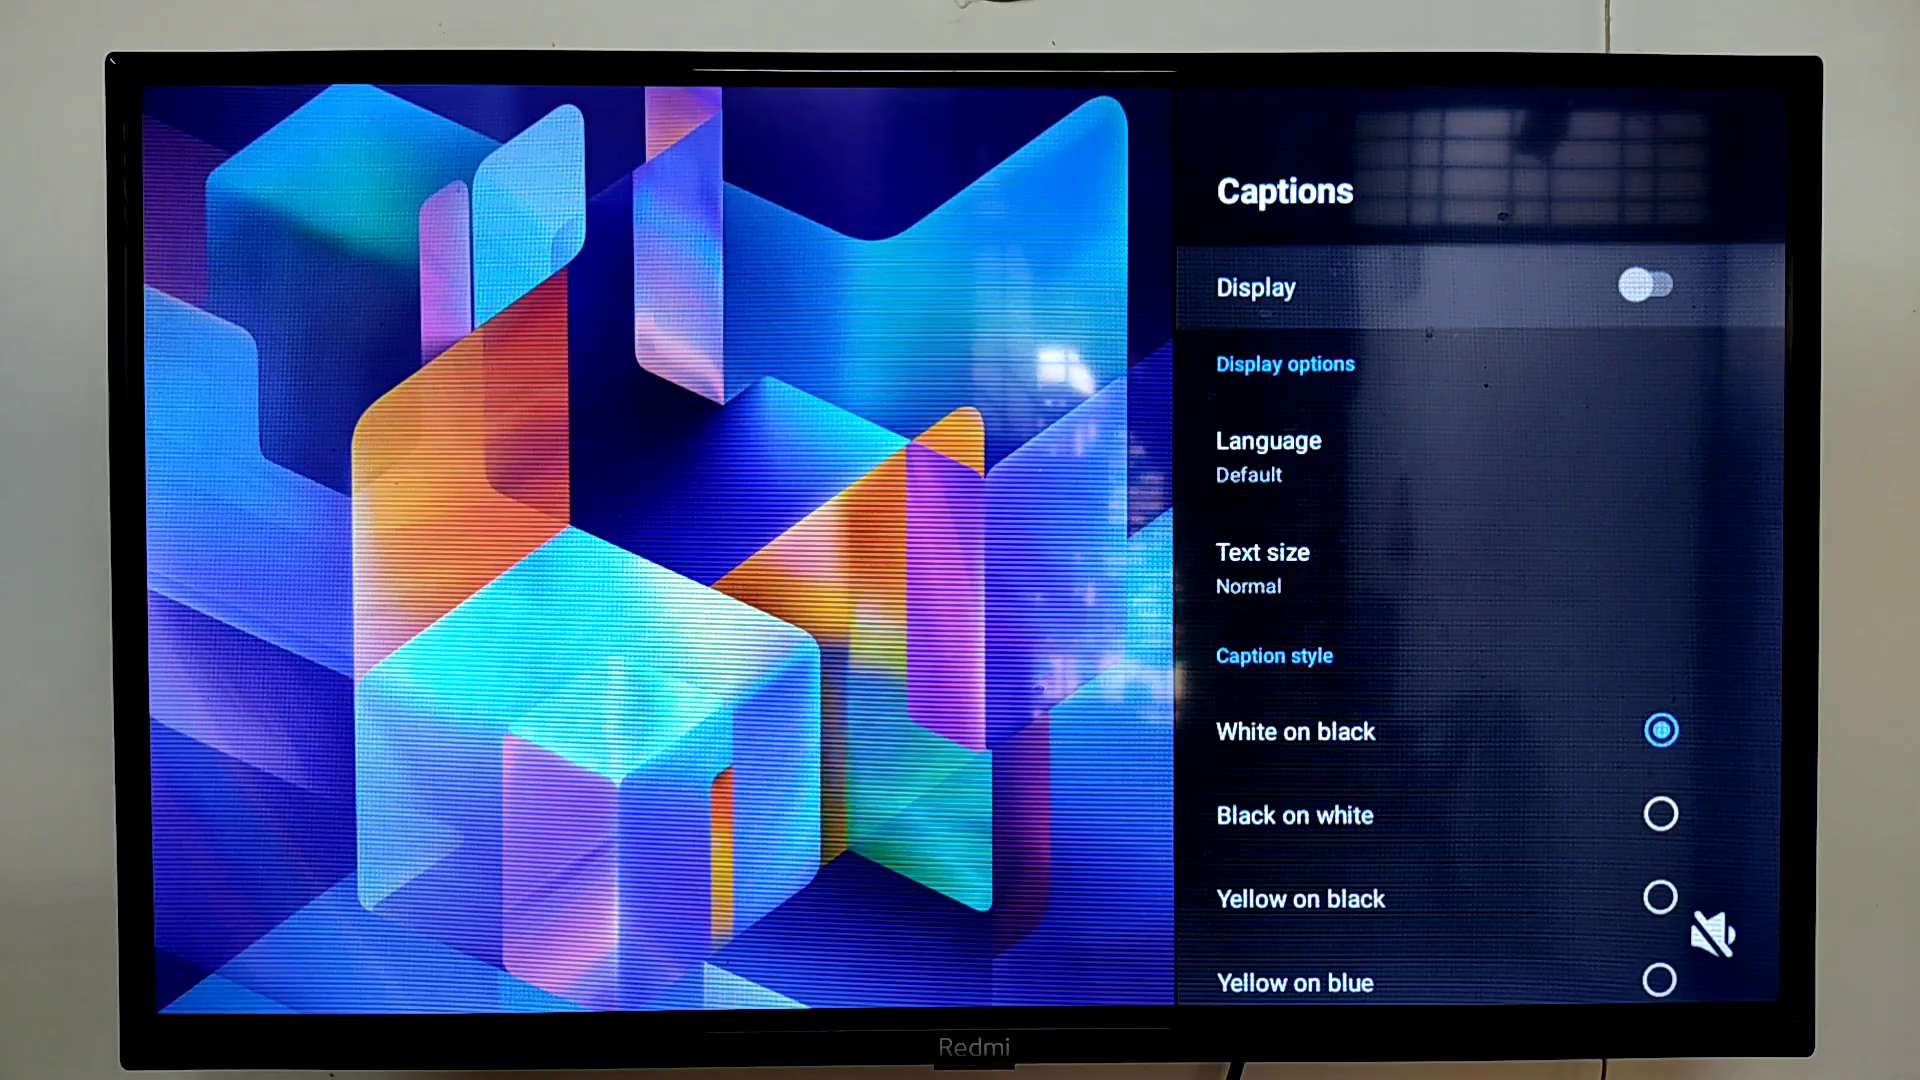 Captions
Display
Display options
Language
Default
Text size
Normal
Caption style
White on black
Black on white
Yellow on black
Yellow on blue
Redmi